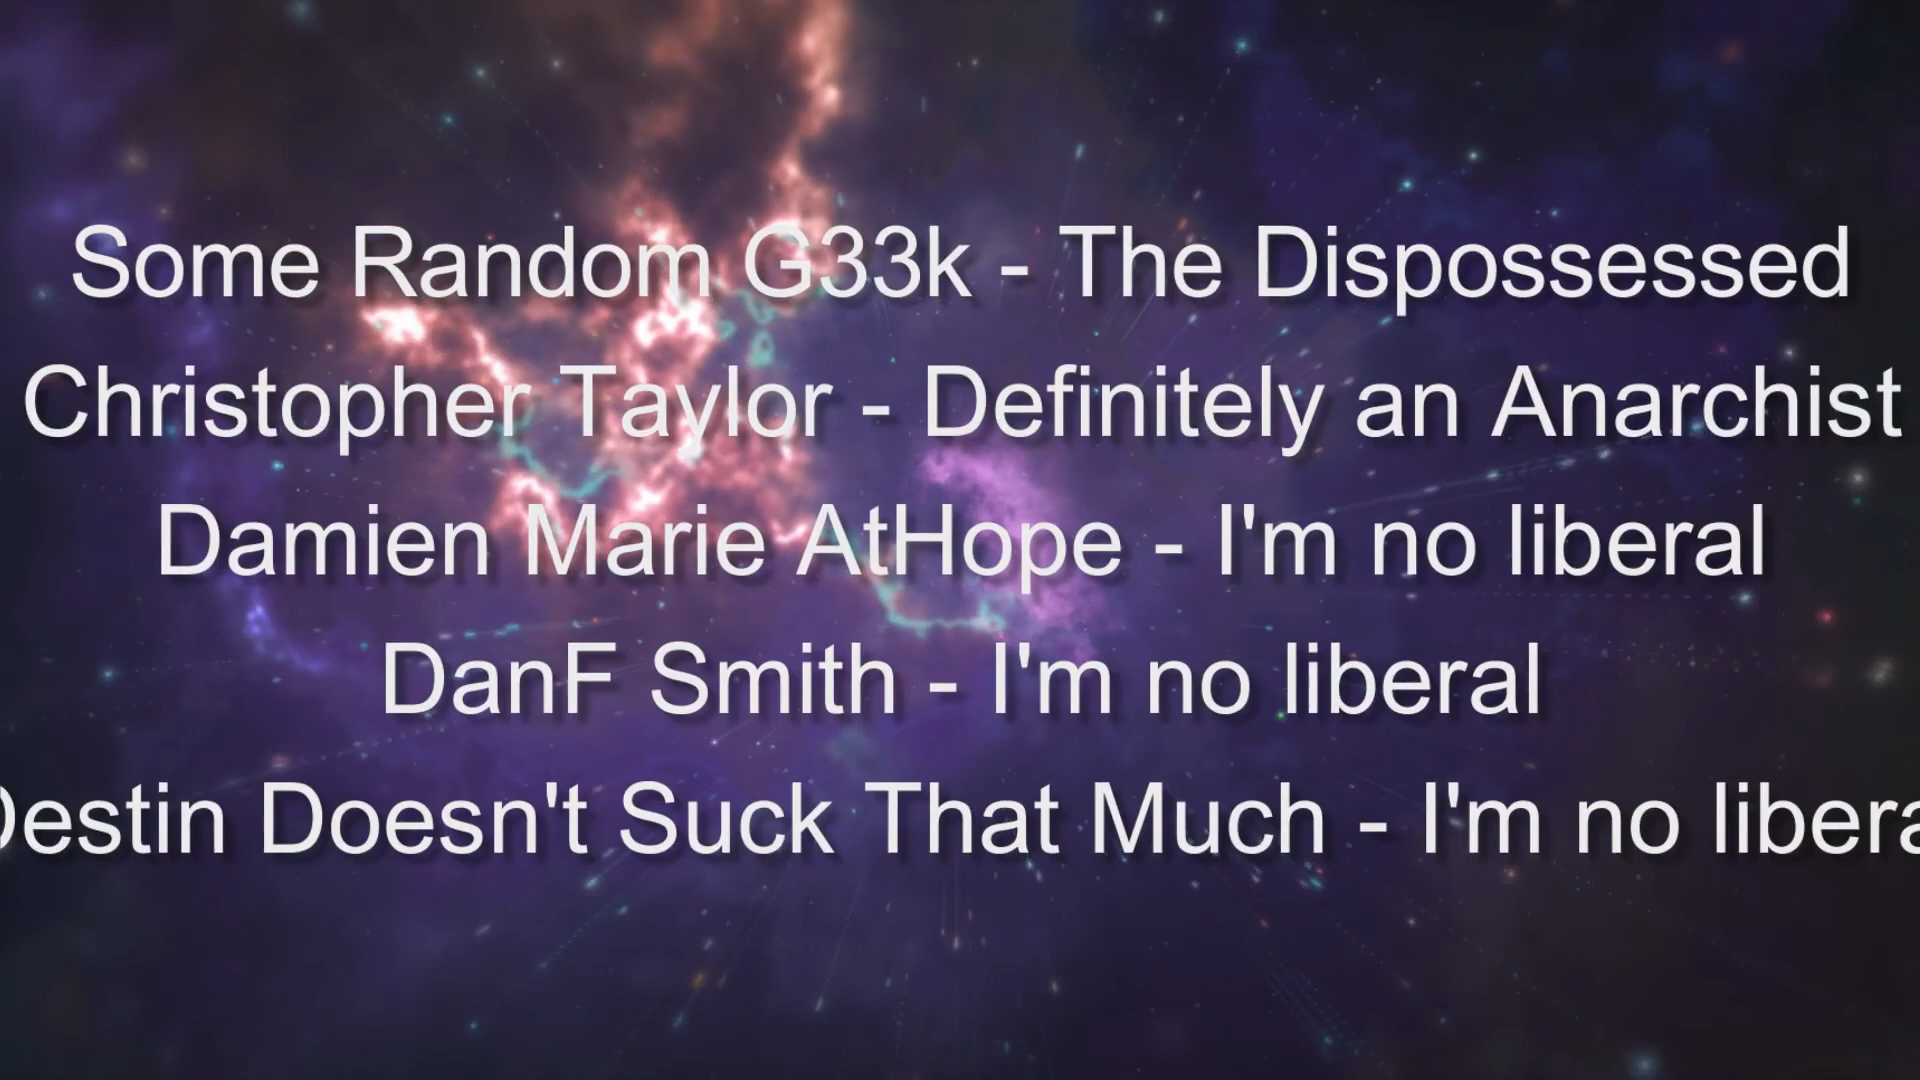 Some Random G33k - The Dispossessed
Christopher Taylor - Definitely an Anarchist
Damien Marie AtHope - I'm no liberal
DanF Smith - I'm no liberal
Destin Doesn't Suck That Much - I'm no libera